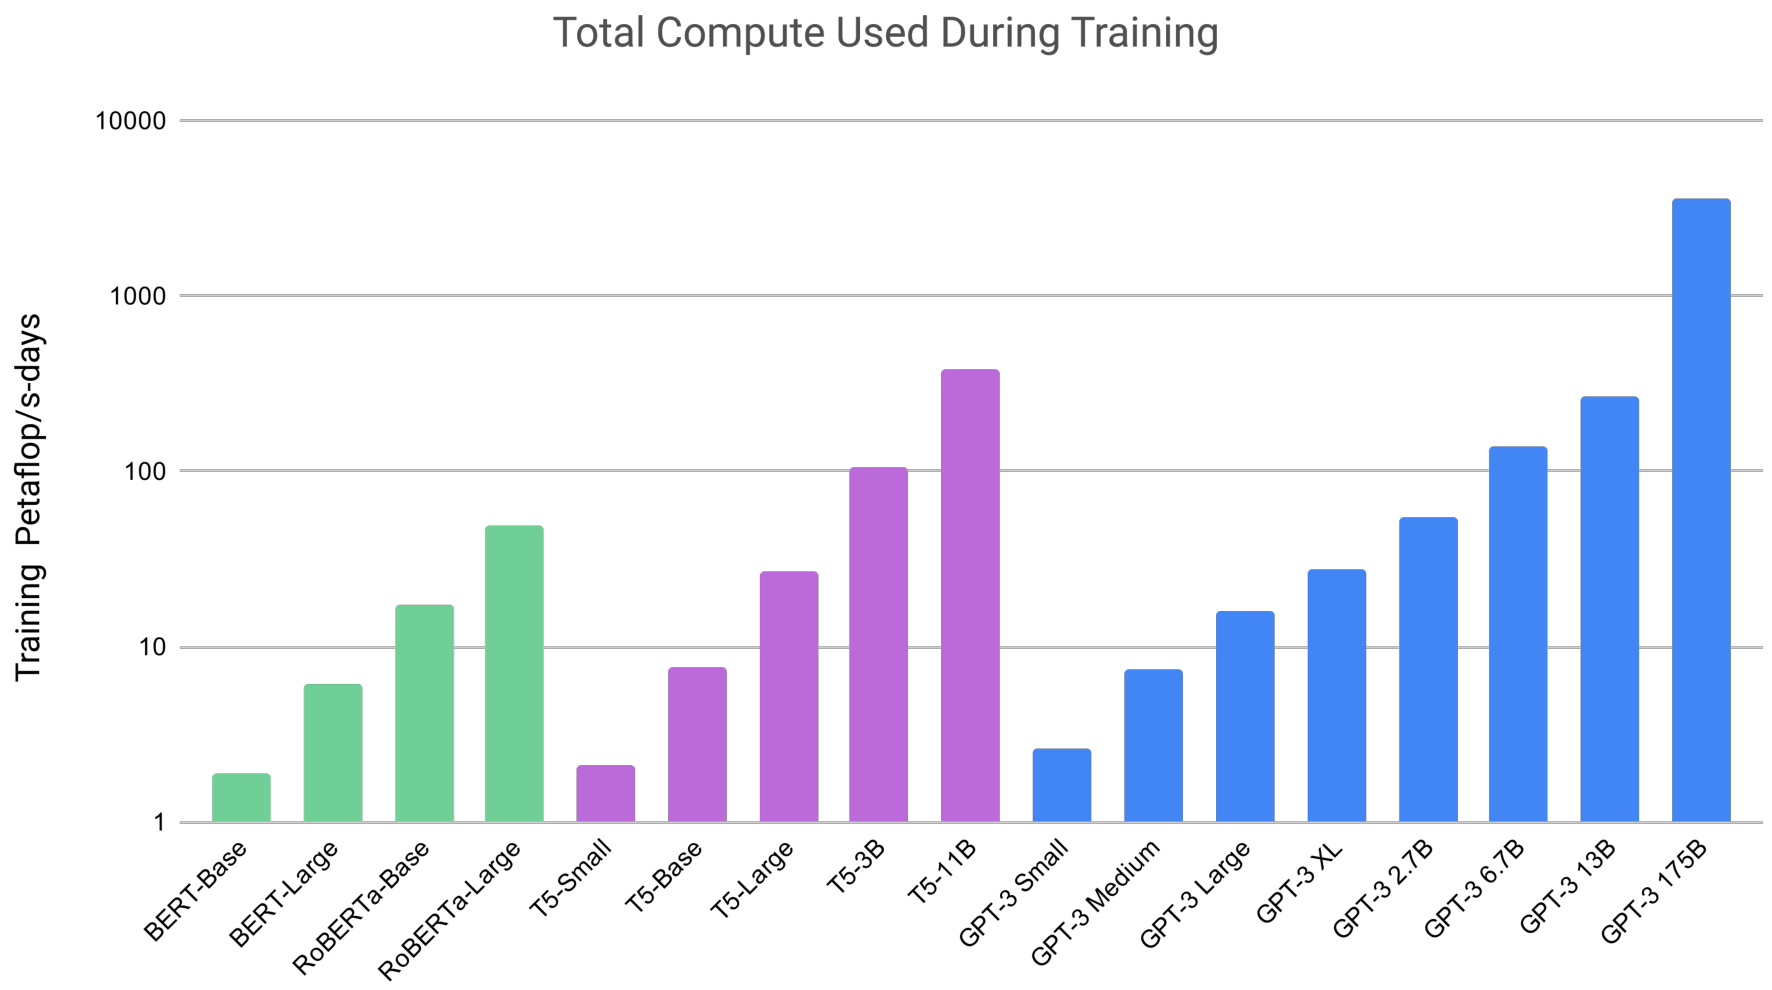 Total Compute Used During Training
Training Petaflop/s-days
10000
1000
100
10
1
BERT-Base
BERT-Large
RoBERTa-Base
RoBERTa-Large
T5-Small
T5-Base
T5-Large
T5-3B
T5-11B
GPT-3 Small
GPT-3 Medium
GPT-3 Large
GPT-3 XL
GPT-3 2.7B
GPT-3 6.7B
GPT-3 13B
GPT-3 175B